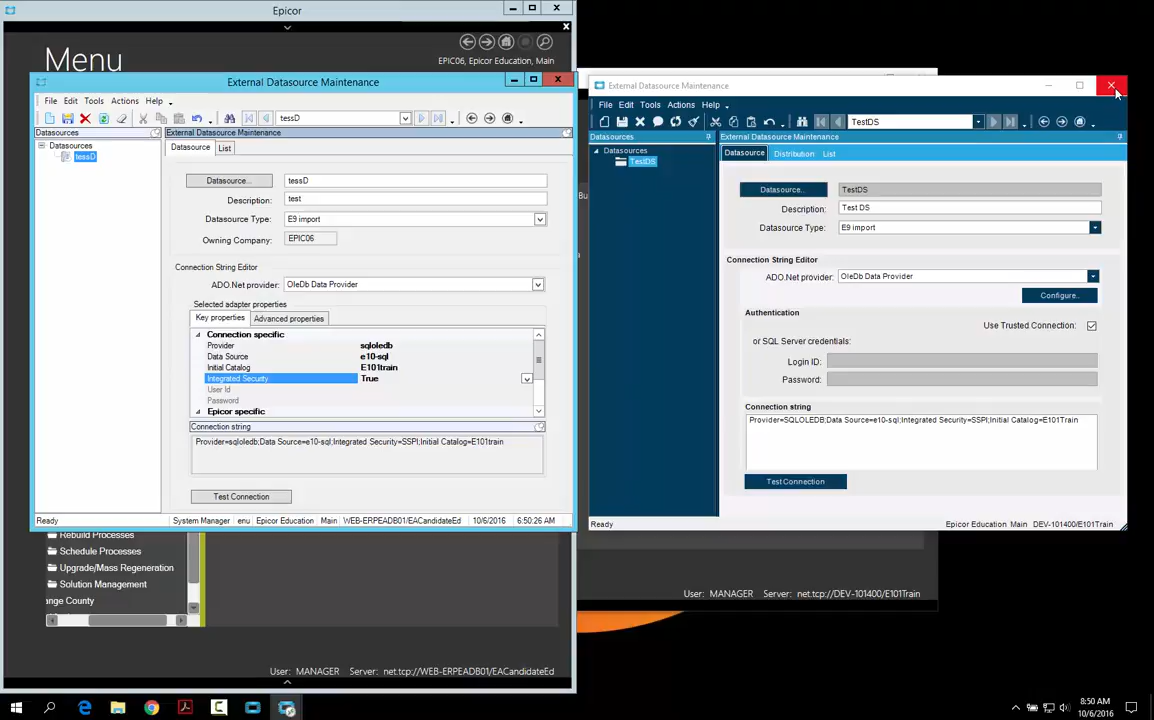 Epicor
Menu
EPIC06, Epicor Education, Main
External Datasource Maintenance
File Edit Tools Actions Help
tessD
Datasources
External Datasource Maintenance
Datasources
tessD
Datasource List
Datasource... tessD
Description: test
Datasource Type: E9 import
Owning Company: EPIC06
Connection String Editor
ADO.Net provider: OleDb Data Provider
Selected adapter properties
Key properties Advanced properties
Connection specific
Provider sqloledb
Data Source e10-sql
Initial Catalog E101train
Integrated Security True
User Id
Password
Epicor specific
Connection string
Provider=sqloledb;Data Source=e10-sql;Integrated Security=SSPI;Initial Catalog=E101train
Test Connection
Ready System Manager enu Epicor Education Main WEB-ERPEADB01/EACandidateEd 10/6/2016 6:50:26 AM
Rebuild Processes
Schedule Processes
Upgrade/Mass Regeneration
Solution Management
ange County
User: MANAGER Server: net.tcp://WEB-ERPEADB01/EACandidateEd
External Datasource Maintenance
File Edit Tools Actions Help
TestDS
Datasources
External Datasource Maintenance
Datasources
TestDS
Datasource Distribution List
Datasource... TestDS
Description: Test DS
Datasource Type: E9 import
Connection String Editor
ADO.Net provider: OleDb Data Provider
Configure..
Authentication
Use Trusted Connection:
or SQL Server credentials:
Login ID:
Password:
Connection string
Provider=SQLOLEDB;Data Source=e10-sql;Integrated Security=SSPI;Initial Catalog=E101Train
Test Connection
Ready Epicor Education Main DEV-101400/E101Train
Bu
User: MANAGER Server: net.tcp://DEV-101400/E101Train
8:50 AM
10/6/2016